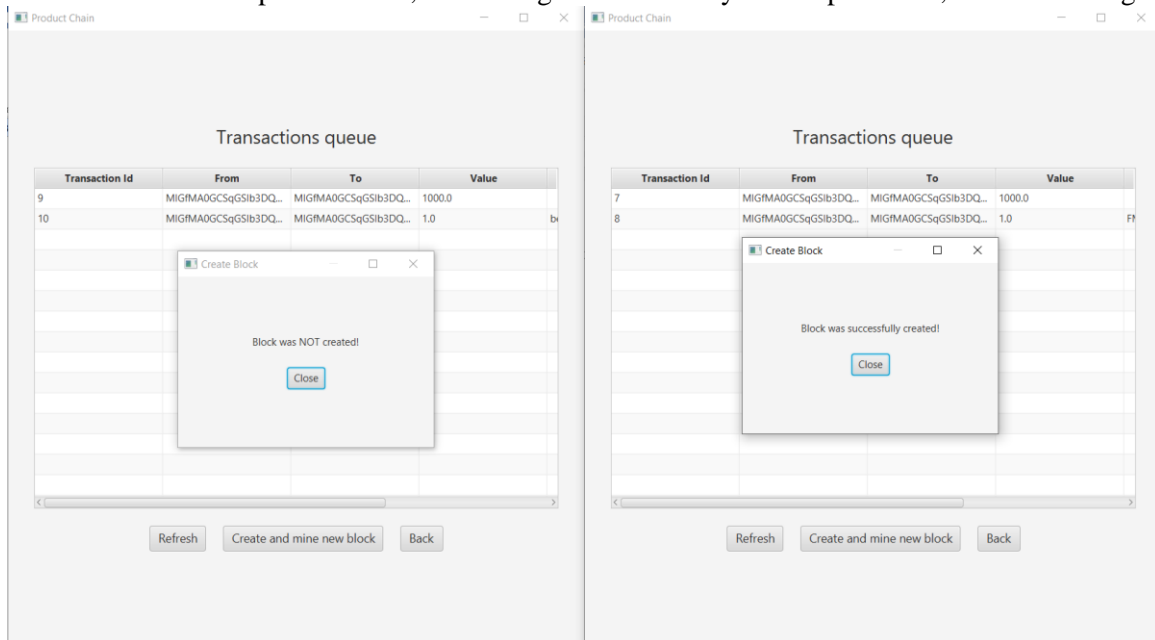 Product Chain
Transactions queue
Transaction Id From To Value
9 MIGfMA0GCSqGSIb3DQ... MIGfMA0GCSqGSIb3DQ... 1000.0
10 MIGfMA0GCSqGSIb3DQ... MIGfMA0GCSqGSIb3DQ... 1.0
Create Block
Block was NOT created!
Close
Refresh Create and mine new block Back
Product Chain
Transactions queue
Transaction Id From To Value
7 MIGfMA0GCSqGSIb3DQ... MIGfMA0GCSqGSIb3DQ... 1000.0
8 MIGfMA0GCSqGSIb3DQ... MIGfMA0GCSqGSIb3DQ... 1.0
Create Block
Block was successfully created!
Close
Refresh Create and mine new block Back